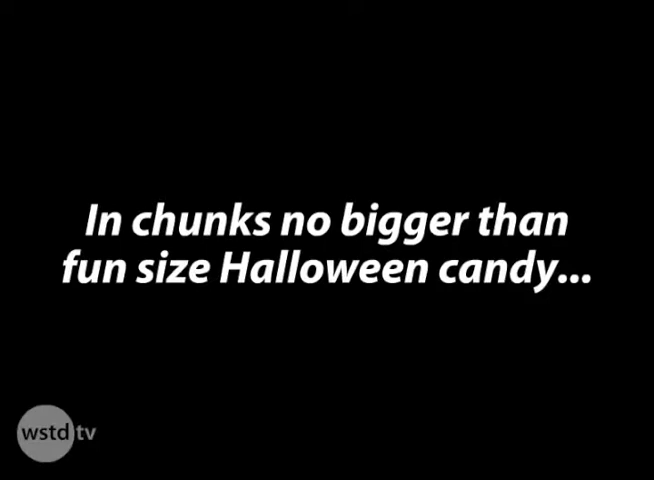 In chunks no bigger than
fun size Halloween candy...
wstd tv